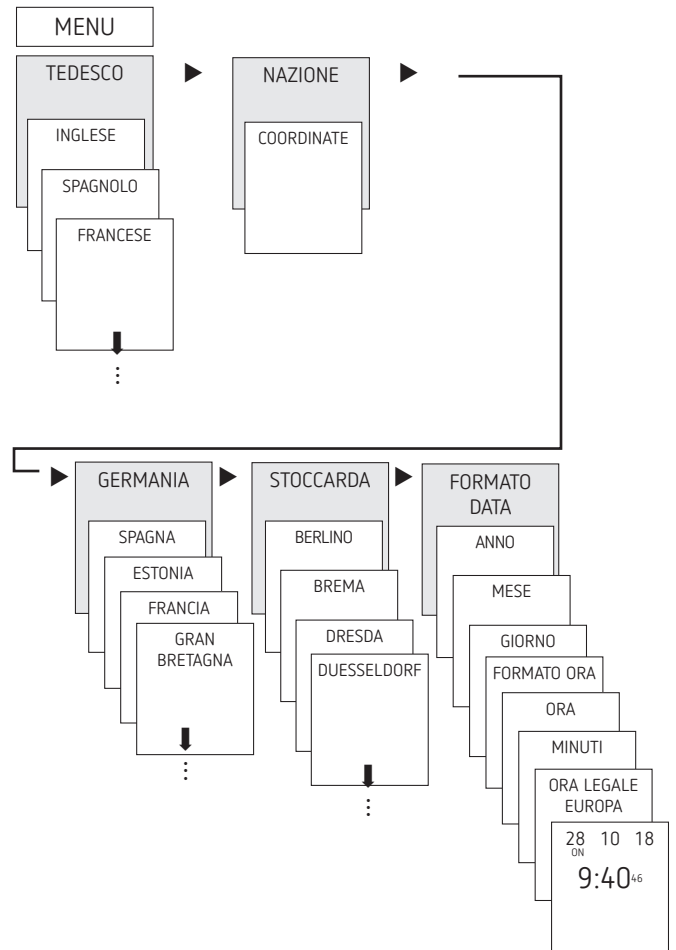 MENU
TEDESCO
INGLESE
SPAGNOLO
FRANCESE
NAZIONE
COORDINATE
GERMANIA
SPAGNA
ESTONIA
FRANCIA
GRAN
BRETAGNA
STOCCARDA
BERLINO
BREMA
DRESDA
DUESSELDORF
FORMATO
DATA
ANNO
MESE
GIORNO
FORMATO ORA
ORA
MINUTI
ORA LEGALE
EUROPA
28 10 18
ON
9:40 46